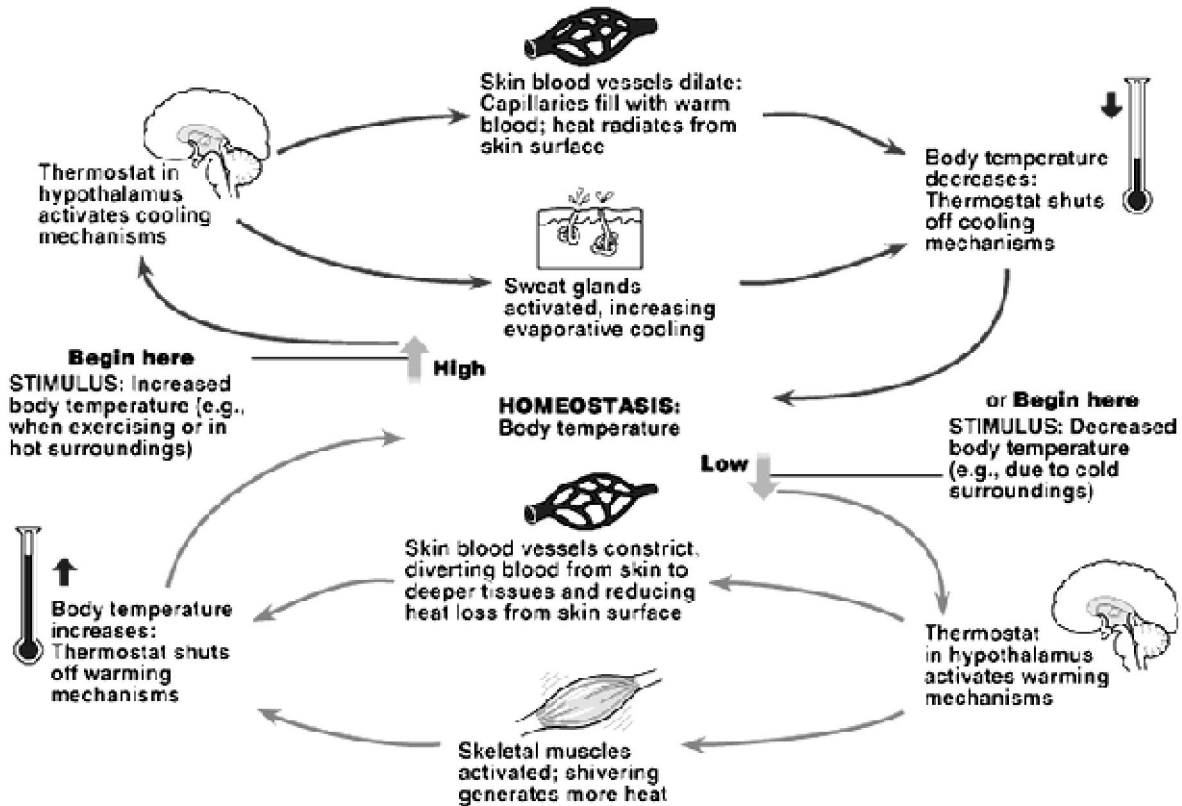 Skin blood vessels dilate:
Capillaries fill with warm
blood; heat radiates from
skin surface
Thermostat in
hypothalamus
activates cooling
mechanisms
Body temperature
decreases:
Thermostat shuts
off cooling
mechanisms
Sweat glands
activated, increasing
evaporative cooling
Begin here
STIMULUS: Increased
body temperature (e.g.,
when exercising or in
hot surroundings)
High
HOMEOSTASIS:
Body temperature
or Begin here
STIMULUS: Decreased
body temperature
(e.g., due to cold
surroundings)
Low
Skin blood vessels constrict,
diverting blood from skin to
deeper tissues and reducing
heat loss from skin surface
Body temperature
increases:
Thermostat shuts
off warming
mechanisms
Thermostat
in hypothalamus
activates warming
mechanisms
Skeletal muscles
activated; shivering
generates more heat